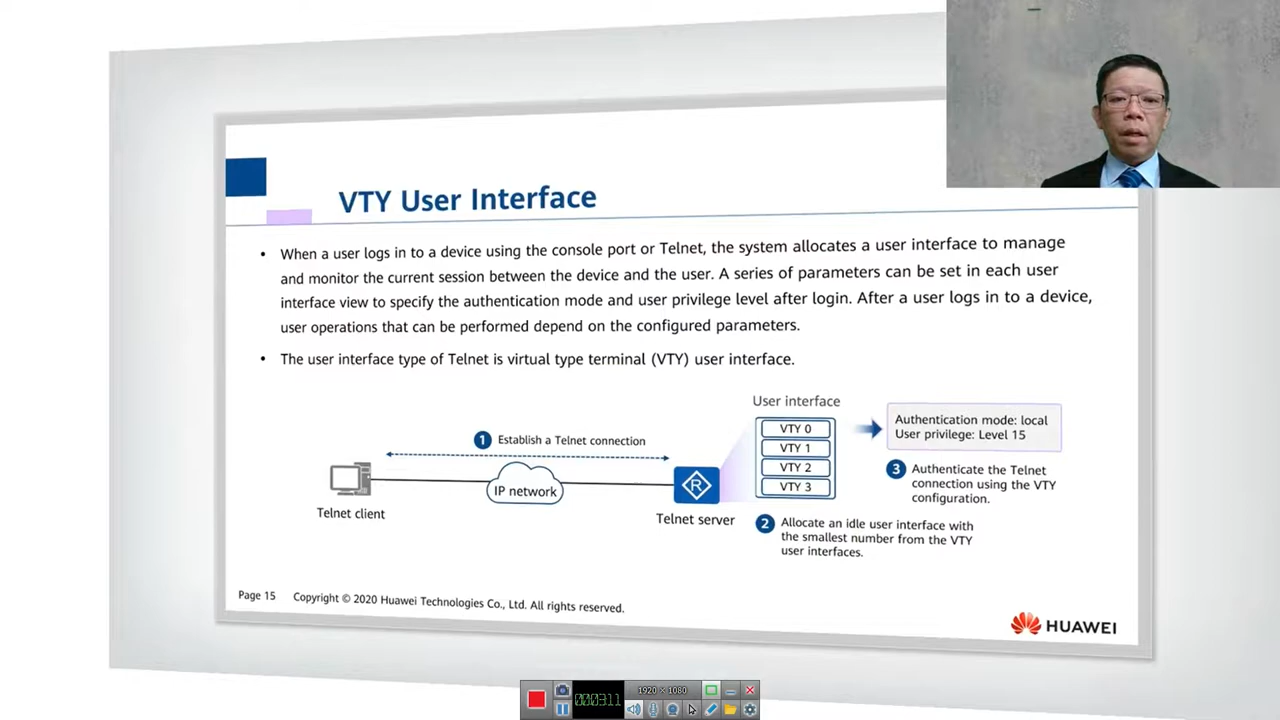 VTY User Interface
• When a user logs in to a device using the console port or Telnet, the system allocates a user interface to manage
and monitor the current session between the device and the user. A series of parameters can be set in each user
interface view to specify the authentication mode and user privilege level after login. After a user logs in to a device,
user operations that can be performed depend on the configured parameters.
• The user interface type of Telnet is virtual type terminal (VTY) user interface.
User interface
VTY 0
VTY 1
VTY 2
VTY 3
Authentication mode: local
User privilege: Level 15
1 Establish a Telnet connection
IP network
R
Telnet client
Telnet server
3 Authenticate the Telnet
connection using the VTY
configuration.
2 Allocate an idle user interface with
the smallest number from the VTY
user interfaces.
Page 15 Copyright © 2020 Huawei Technologies Co., Ltd. All rights reserved.
HUAWEI
000311
1920 × 1080